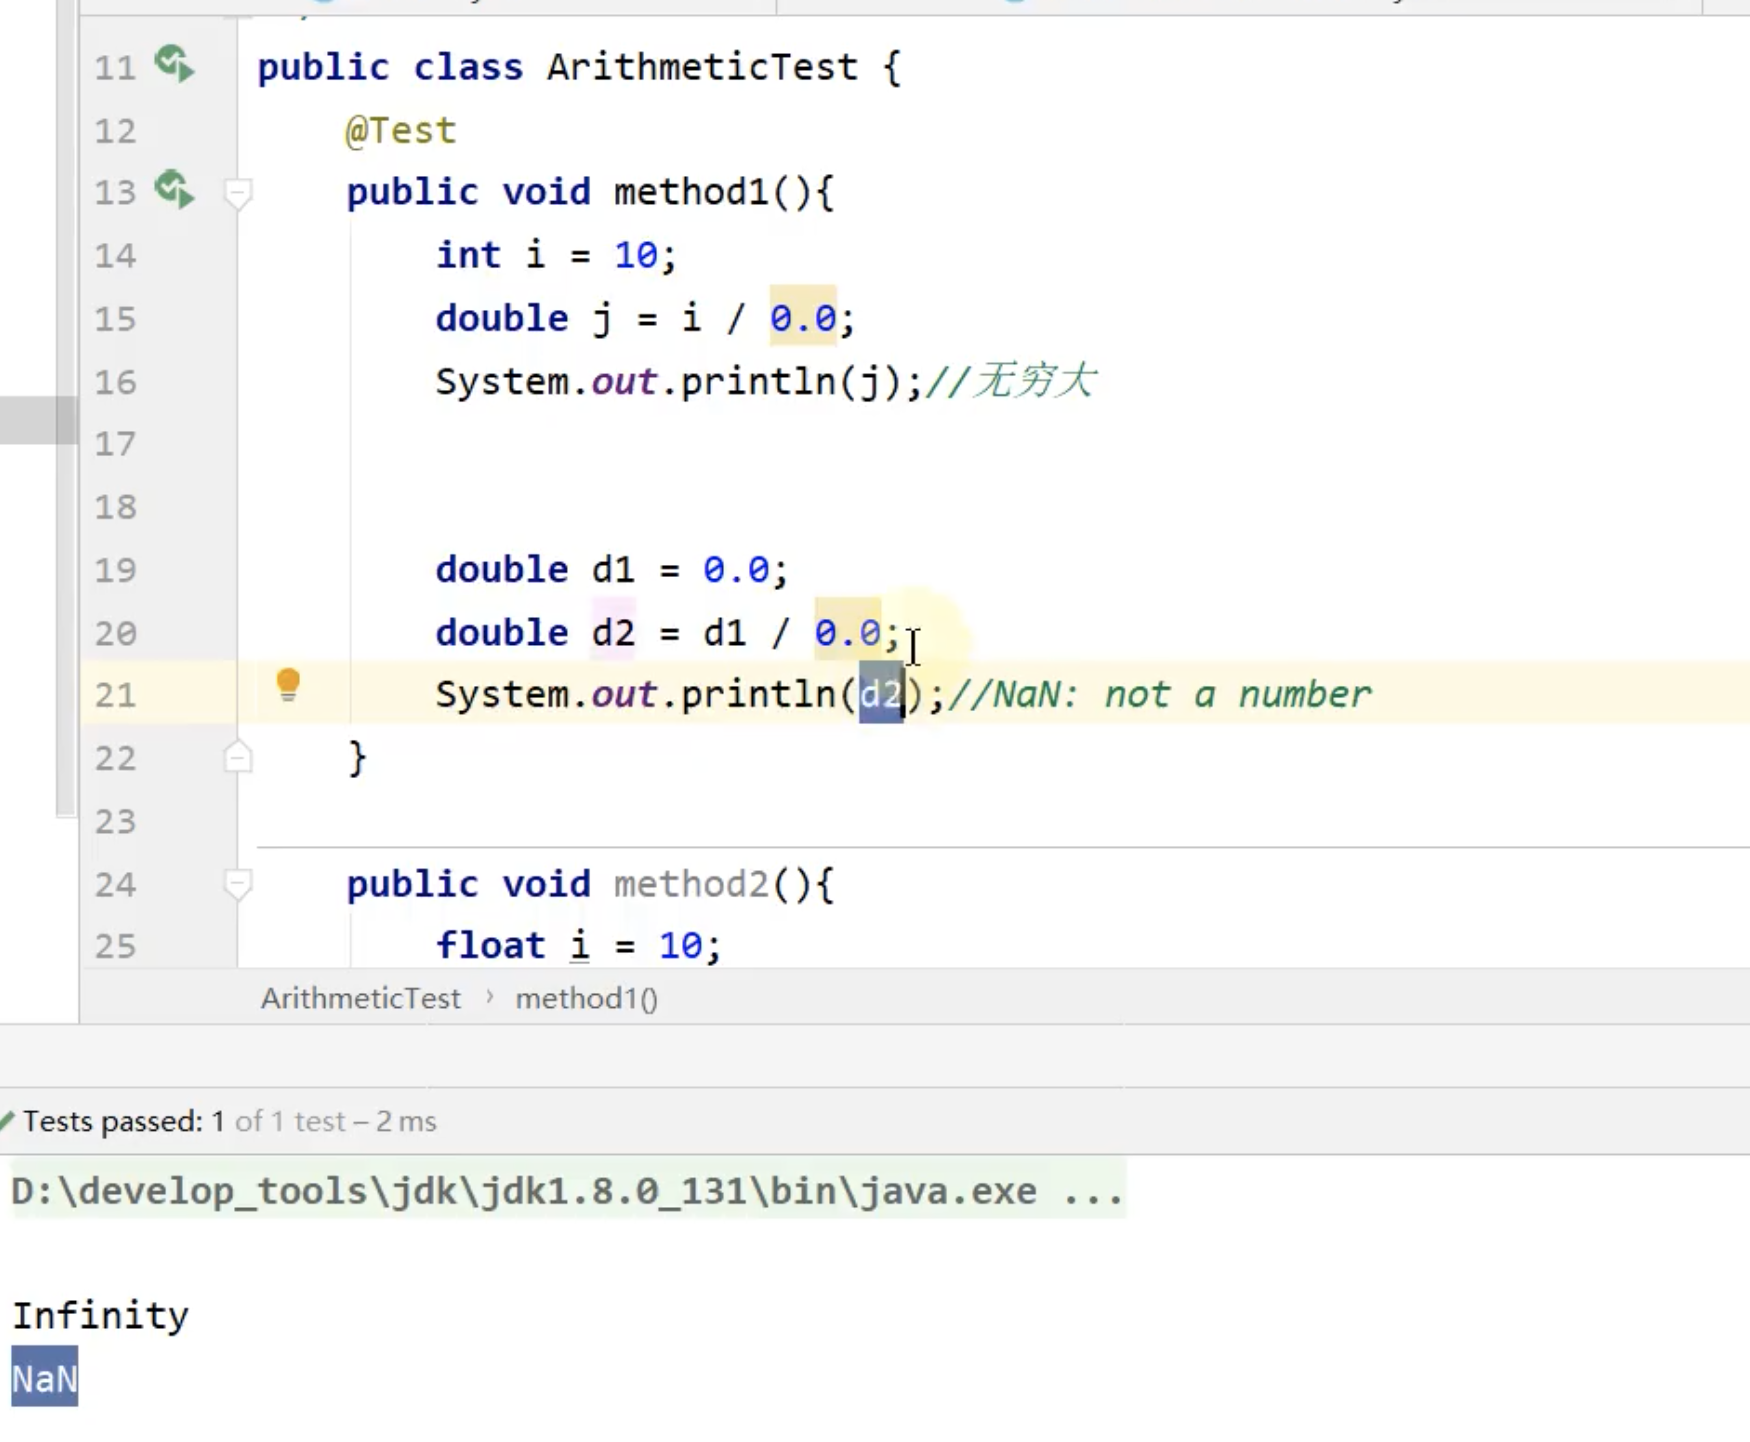 11 public class ArithmeticTest {
12 @Test
13 public void method1(){
14 int i = 10;
15 double j = i / 0.0;
16 System.out.println(j);//无穷大
17
18
19 double d1 = 0.0;
20 double d2 = d1 / 0.0;
21 System.out.println(d2);//NaN: not a number
22 }
23
24 public void method2(){
25 float i = 10;
ArithmeticTest › method1()
Tests passed: 1 of 1 test – 2 ms
D:\develop_tools\jdk\jdk1.8.0_131\bin\java.exe ...
Infinity
NaN